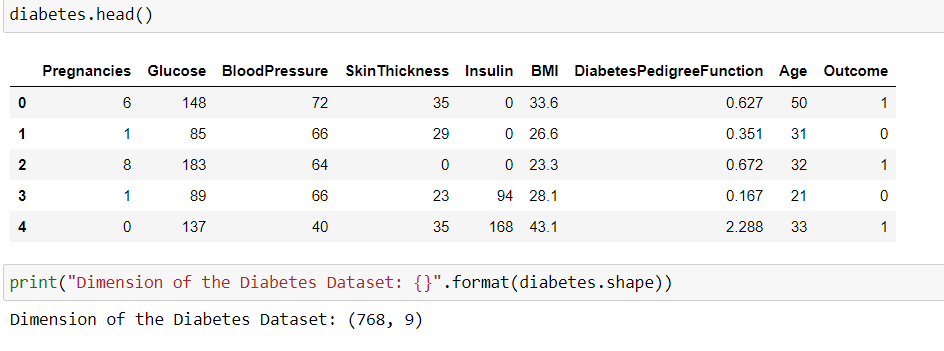 diabetes.head()
Pregnancies Glucose BloodPressure SkinThickness Insulin BMI DiabetesPedigreeFunction Age Outcome
0 6 148 72 35 0 33.6 0.627 50 1
1 1 85 66 29 0 26.6 0.351 31 0
2 8 183 64 0 0 23.3 0.672 32 1
3 1 89 66 23 94 28.1 0.167 21 0
4 0 137 40 35 168 43.1 2.288 33 1
print("Dimension of the Diabetes Dataset: {}".format(diabetes.shape))
Dimension of the Diabetes Dataset: (768, 9)